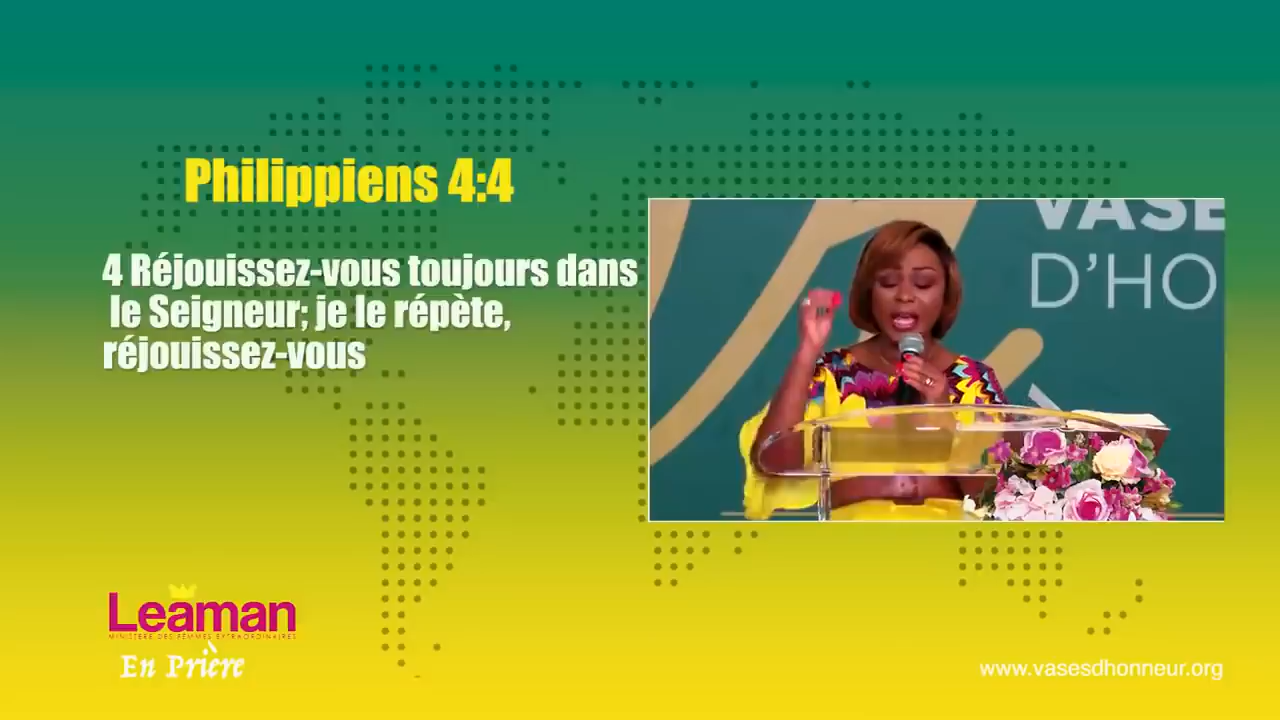 Philippiens 4:4
4 Réjouissez-vous toujours dans
le Seigneur; je le répète,
réjouissez-vous
VASE
D'HO
Leaman
MINISTÈRE DES FEMMES EXTRAORDINAIRES
En Prière
www.vasesdhonneur.org